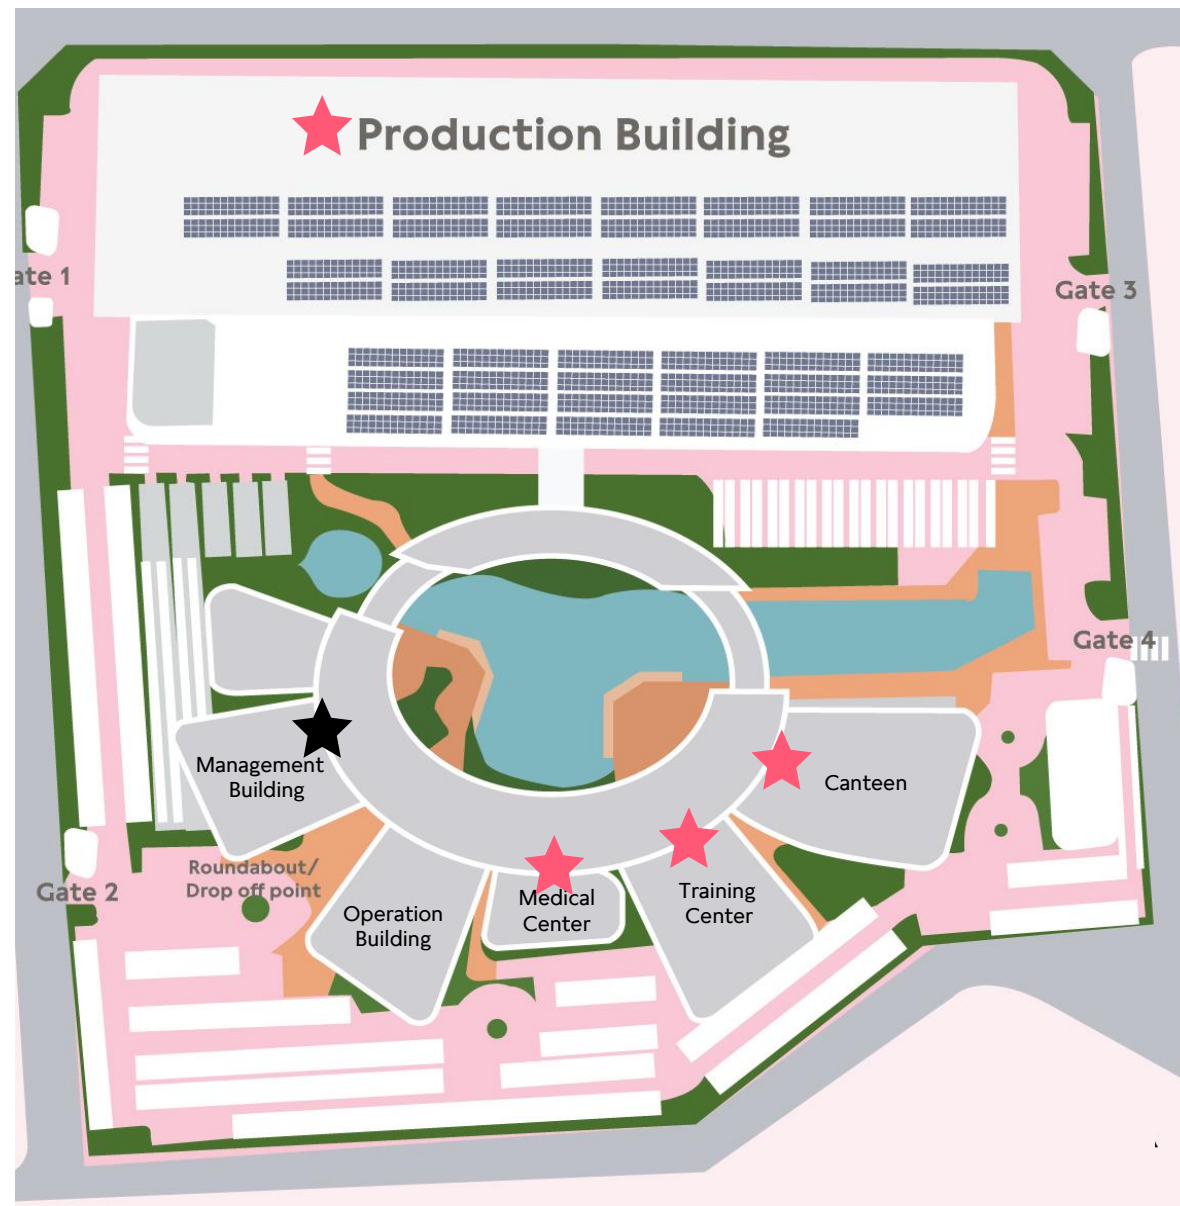 Production Building
ate 1
Gate 3
Gate 4
Management
Building
Canteen
Roundabout/
Drop off point
Gate 2
Operation
Building
Medical
Center
Training
Center